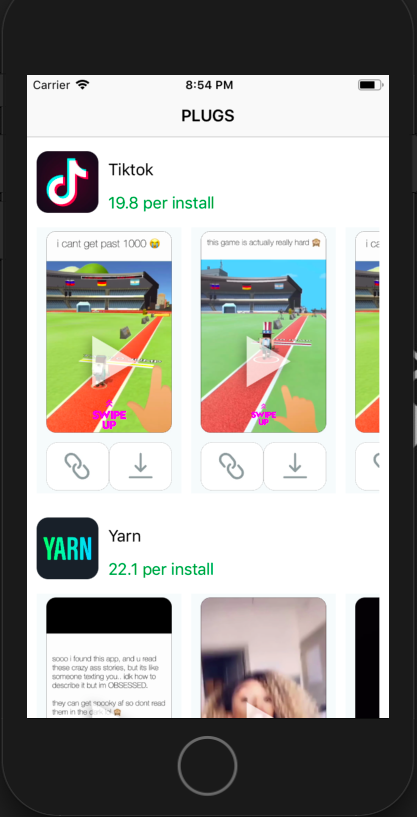 Carrier 8:54 PM
PLUGS
Tiktok
19.8 per install
i cant get past 1000 😂
this game is actually really hard 🙈
i ca
SWIPE
UP
SWIPE
UP
Yarn
22.1 per install
YARN
sooo i found this app, and u read
these crazy ass stories, but its like
someone texting you.. idk how to
describe it but im OBSESSED.
they can get spooky af so dont read
them in the